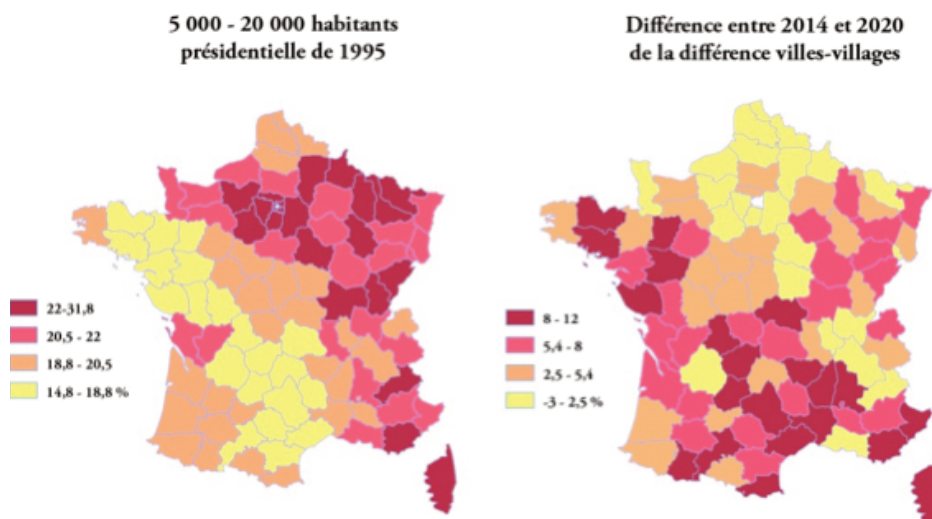 5 000 - 20 000 habitants
présidentielle de 1995
22-31,8
20,5 - 22
18,8 - 20,5
14,8 - 18,8 %
Différence entre 2014 et 2020
de la différence villes-villages
8 - 12
5,4 - 8
2,5 - 5,4
-3 - 2,5 %